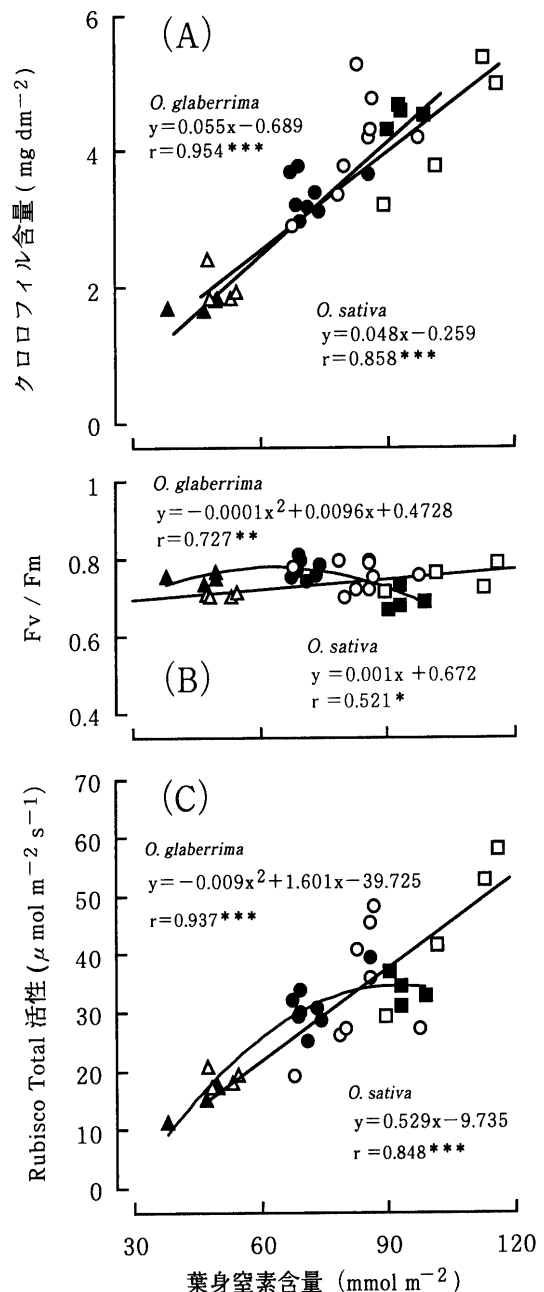 6
(A)
O. glaberrima
y=0.055x−0.689
r=0.954***
4
クロロフィル含量 ( mg dm−2 )
2
O. sativa
y=0.048x−0.259
r=0.858***
0
1
O. glaberrima
y=−0.0001x2+0.0096x+0.4728
r=0.727**
0.8
Fv / Fm
0.6
O. sativa
y =0.001x +0.672
r =0.521*
(B)
0.4
70
(C)
60
O. glaberrima
y=−0.009x2+1.601x−39.725
r=0.937***
50
40
Rubisco Total 活性 (μ mol m−2 s−1)
30
20
O. sativa
y=0.529x−9.735
r =0.848***
10
0
30 60 90 120
葉身窒素含量 (mmol m−2)